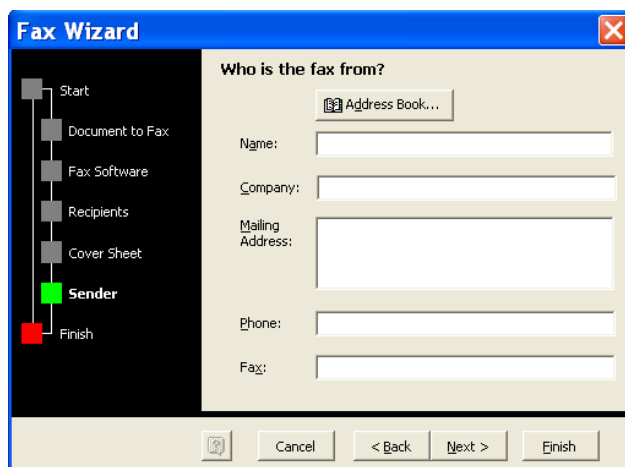 Fax Wizard
Start
Document to Fax
Fax Software
Recipients
Cover Sheet
Sender
Finish
Who is the fax from?
Address Book...
Name:
Company:
Mailing
Address:
Phone:
Fax:
Cancel
< Back
Next >
Finish